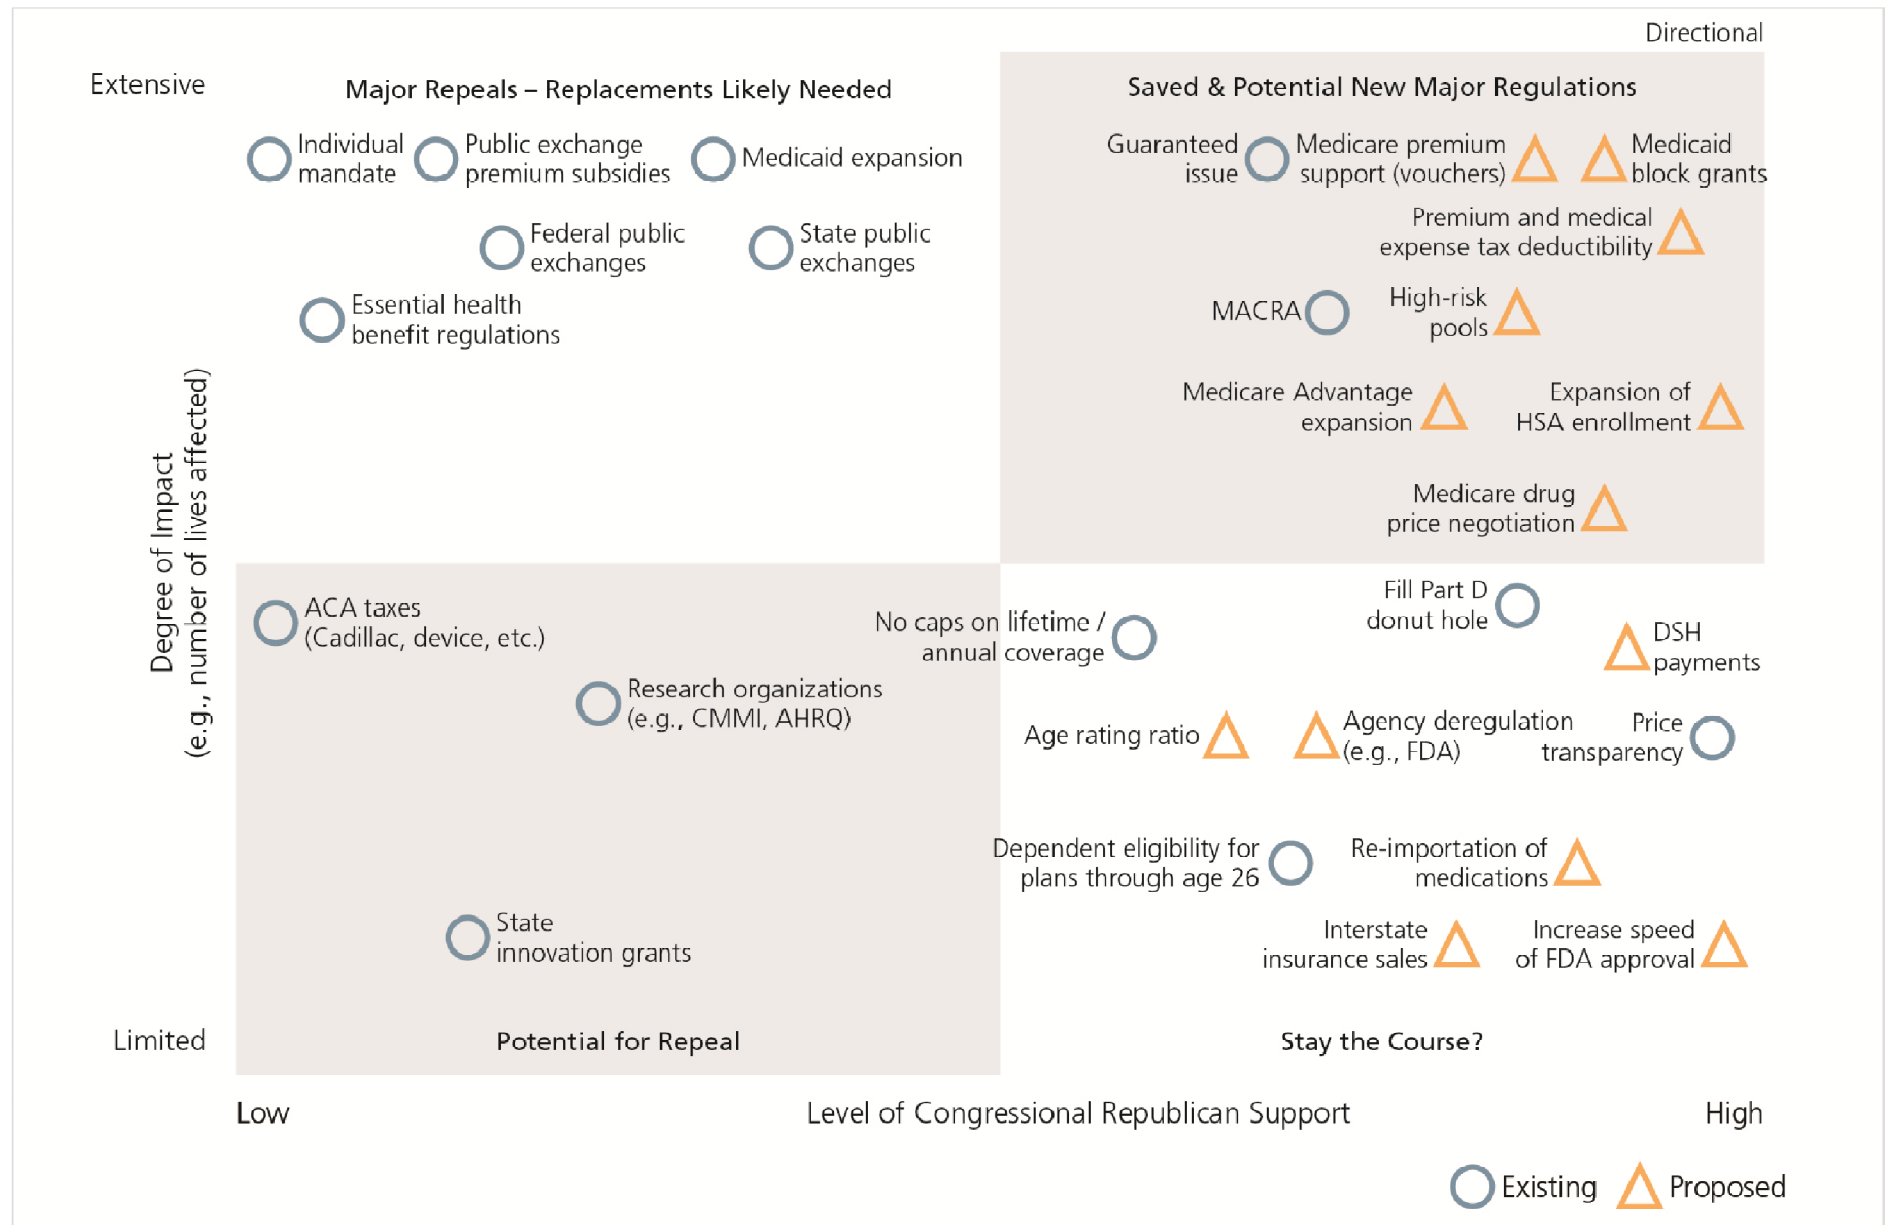 Directional
Extensive
Major Repeals – Replacements Likely Needed
Saved & Potential New Major Regulations
Individual
mandate
Public exchange
premium subsidies
Medicaid expansion
Guaranteed
issue
Medicare premium
support (vouchers)
Medicaid
block grants
Federal public
exchanges
State public
exchanges
Premium and medical
expense tax deductibility
Essential health
benefit regulations
MACRA
High-risk
pools
Medicare Advantage
expansion
Expansion of
HSA enrollment
Medicare drug
price negotiation
Degree of Impact
(e.g., number of lives affected)
ACA taxes
(Cadillac, device, etc.)
No caps on lifetime /
annual coverage
Fill Part D
donut hole
DSH
payments
Research organizations
(e.g., CMMI, AHRQ)
Age rating ratio
Agency deregulation
(e.g., FDA)
Price
transparency
Dependent eligibility for
plans through age 26
Re-importation of
medications
State
innovation grants
Interstate
insurance sales
Increase speed
of FDA approval
Limited
Potential for Repeal
Stay the Course?
Low
Level of Congressional Republican Support
High
Existing
Proposed